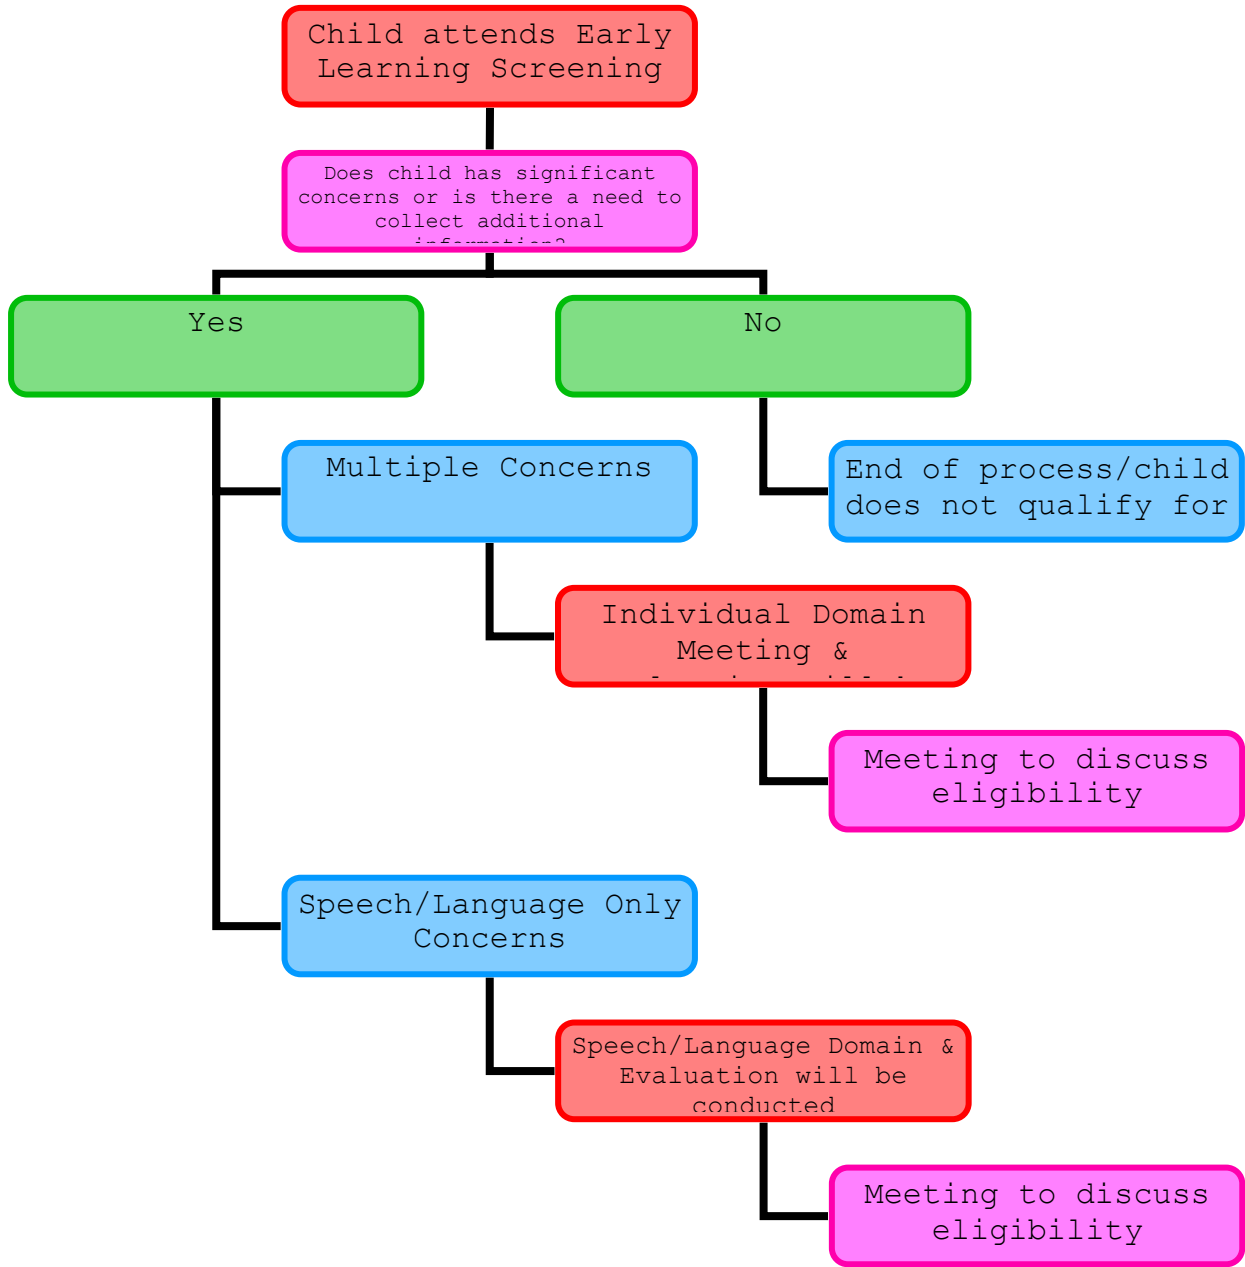 Child attends Early
Learning Screening
Does child has significant
concerns or is there a need to
collect additional
information?
Yes
No
Multiple Concerns
End of process/child
does not qualify for
Individual Domain
Meeting &
Meeting to discuss
eligibility
Speech/Language Only
Concerns
Speech/Language Domain &
Evaluation will be
conducted
Meeting to discuss
eligibility